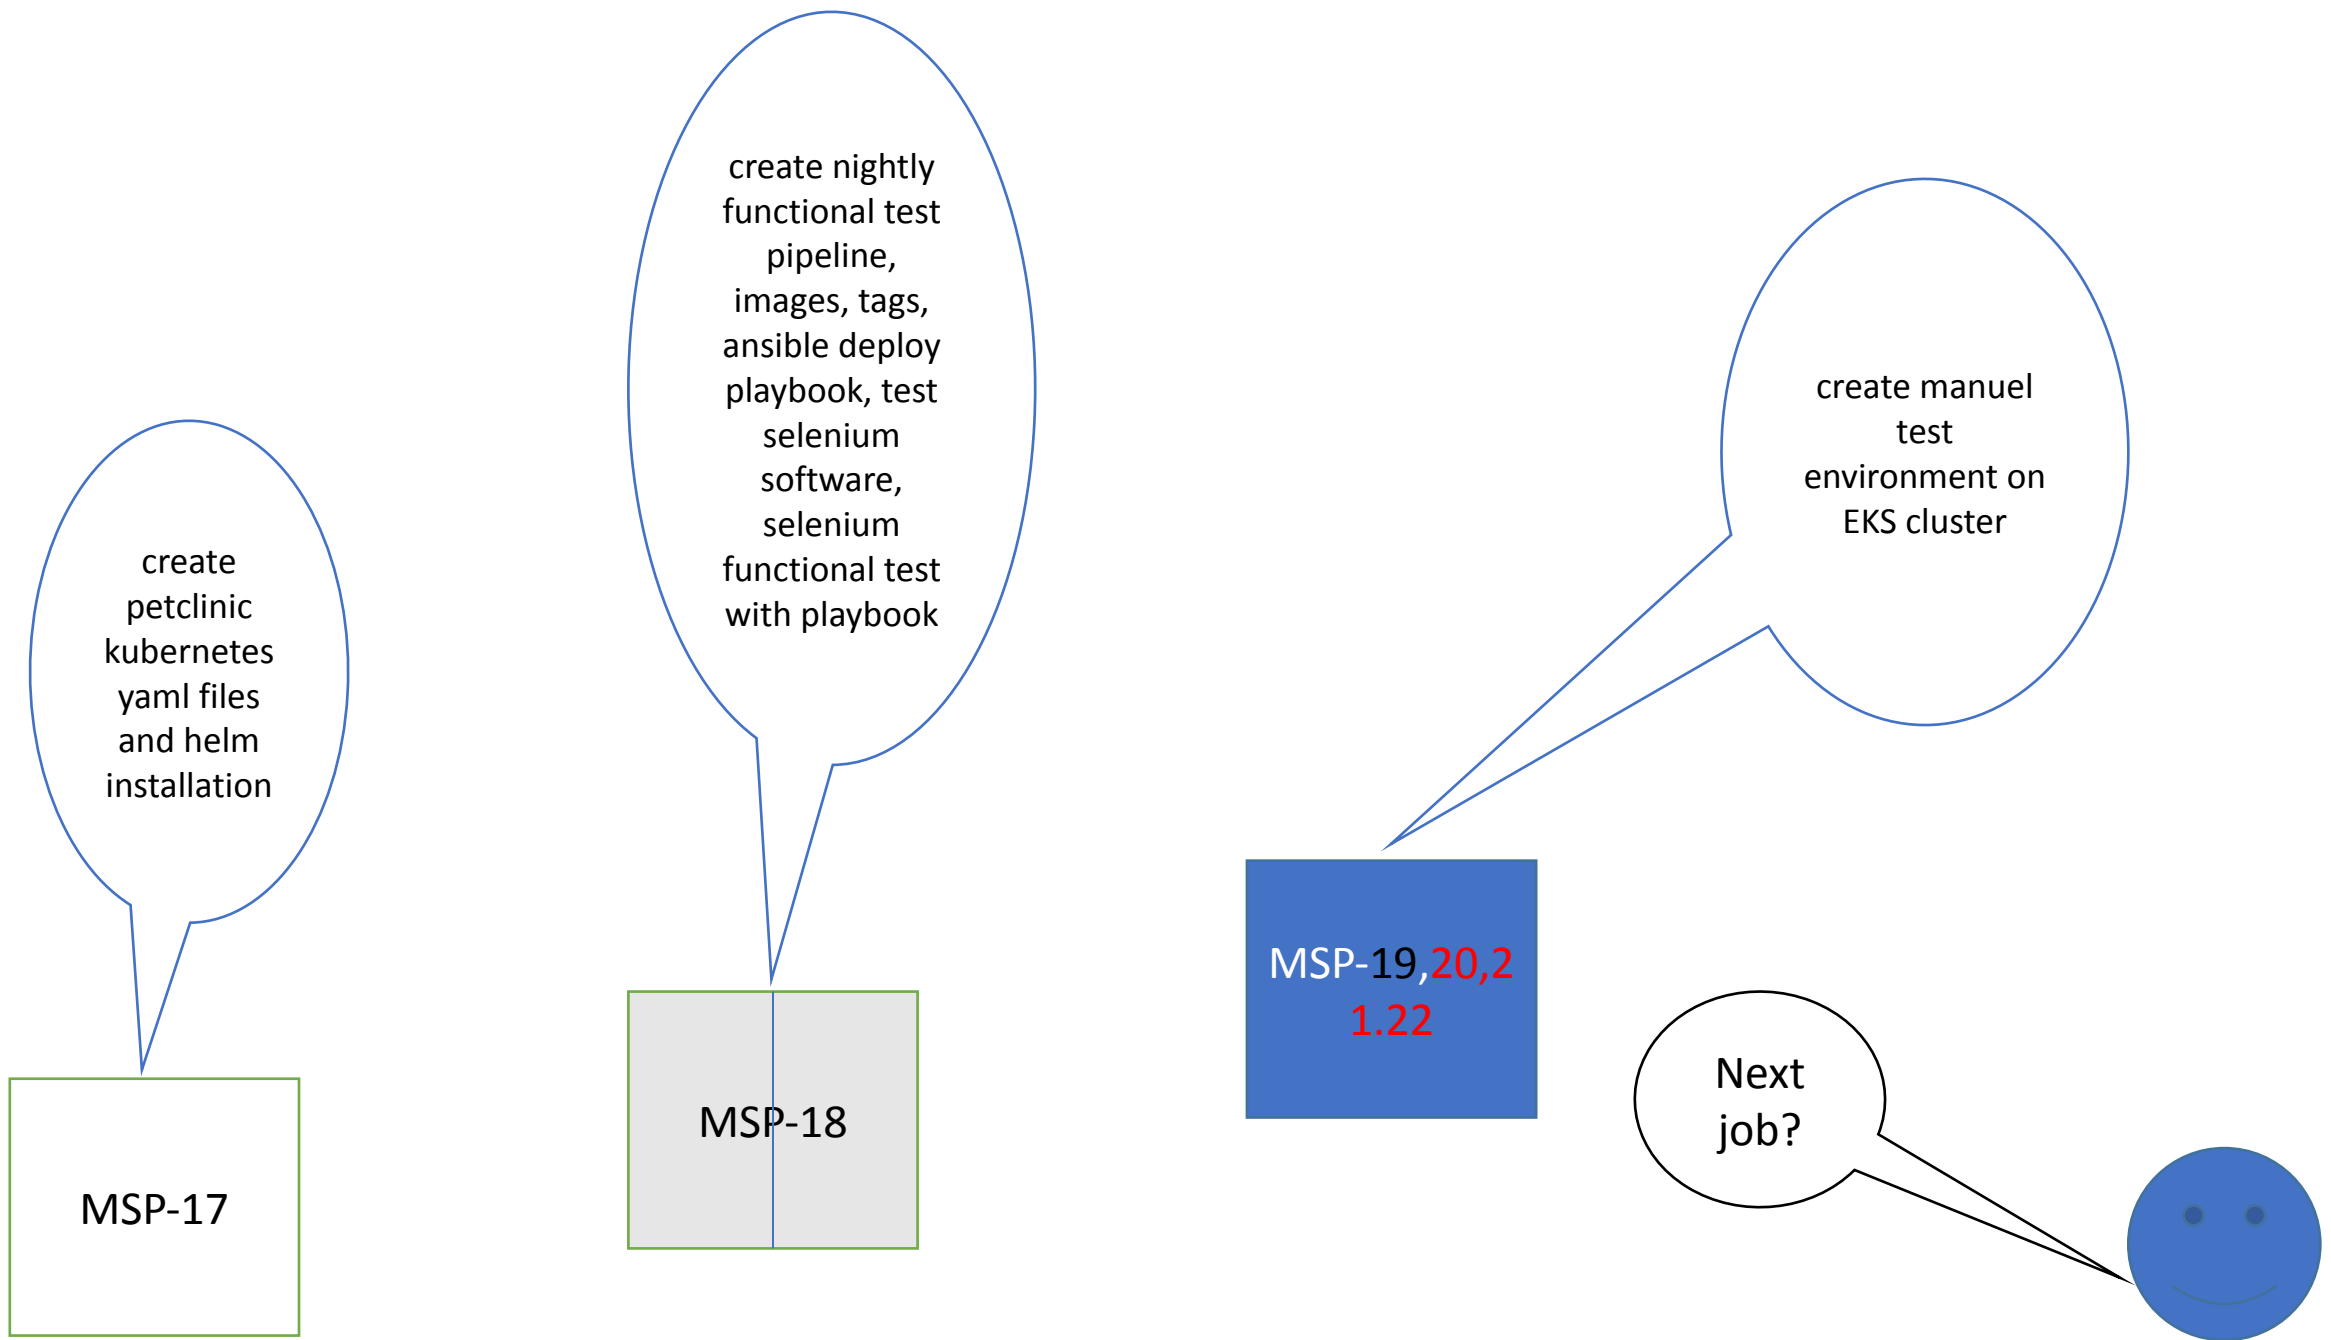 create
petclinic
kubernetes
yaml files
and helm
installation
MSP-17
create nightly
functional test
pipeline,
images, tags,
ansible deploy
playbook, test
selenium
software,
selenium
functional test
with playbook
MSP-18
create manuel
test
environment on
EKS cluster
MSP-19,20,2
1.22
Next
job?